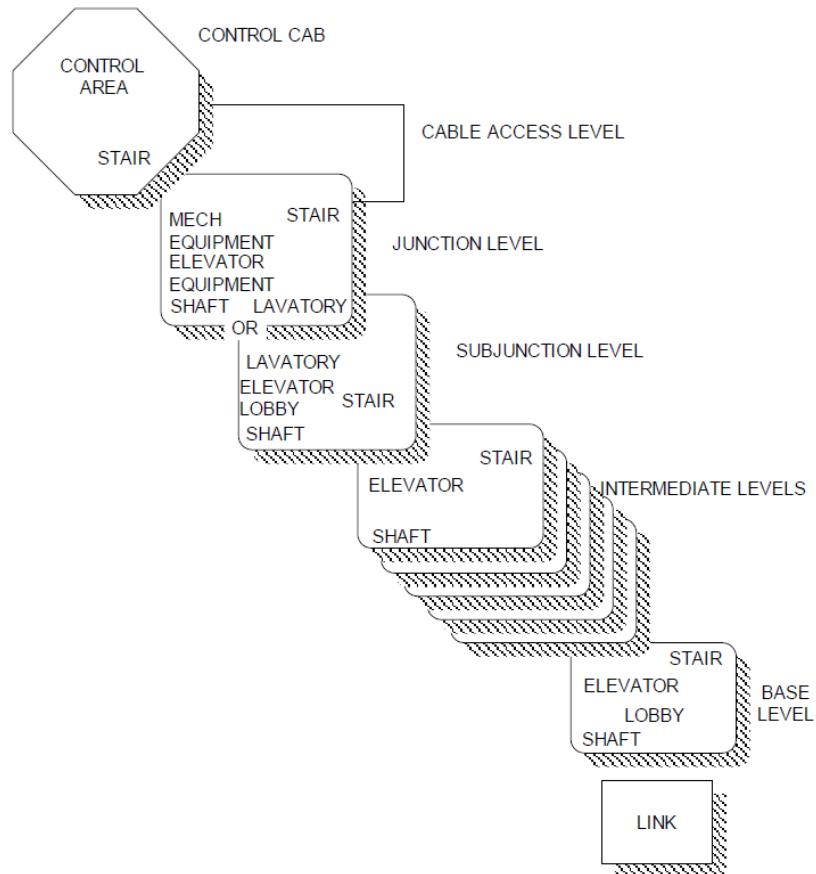 CONTROL CAB
CONTROL
AREA
STAIR
CABLE ACCESS LEVEL
MECH
STAIR
EQUIPMENT
ELEVATOR
EQUIPMENT
SHAFT LAVATORY
JUNCTION LEVEL
OR
LAVATORY
ELEVATOR
LOBBY
STAIR
SHAFT
SUBJUNCTION LEVEL
STAIR
ELEVATOR
SHAFT
INTERMEDIATE LEVELS
STAIR
ELEVATOR
LOBBY
SHAFT
BASE
LEVEL
LINK